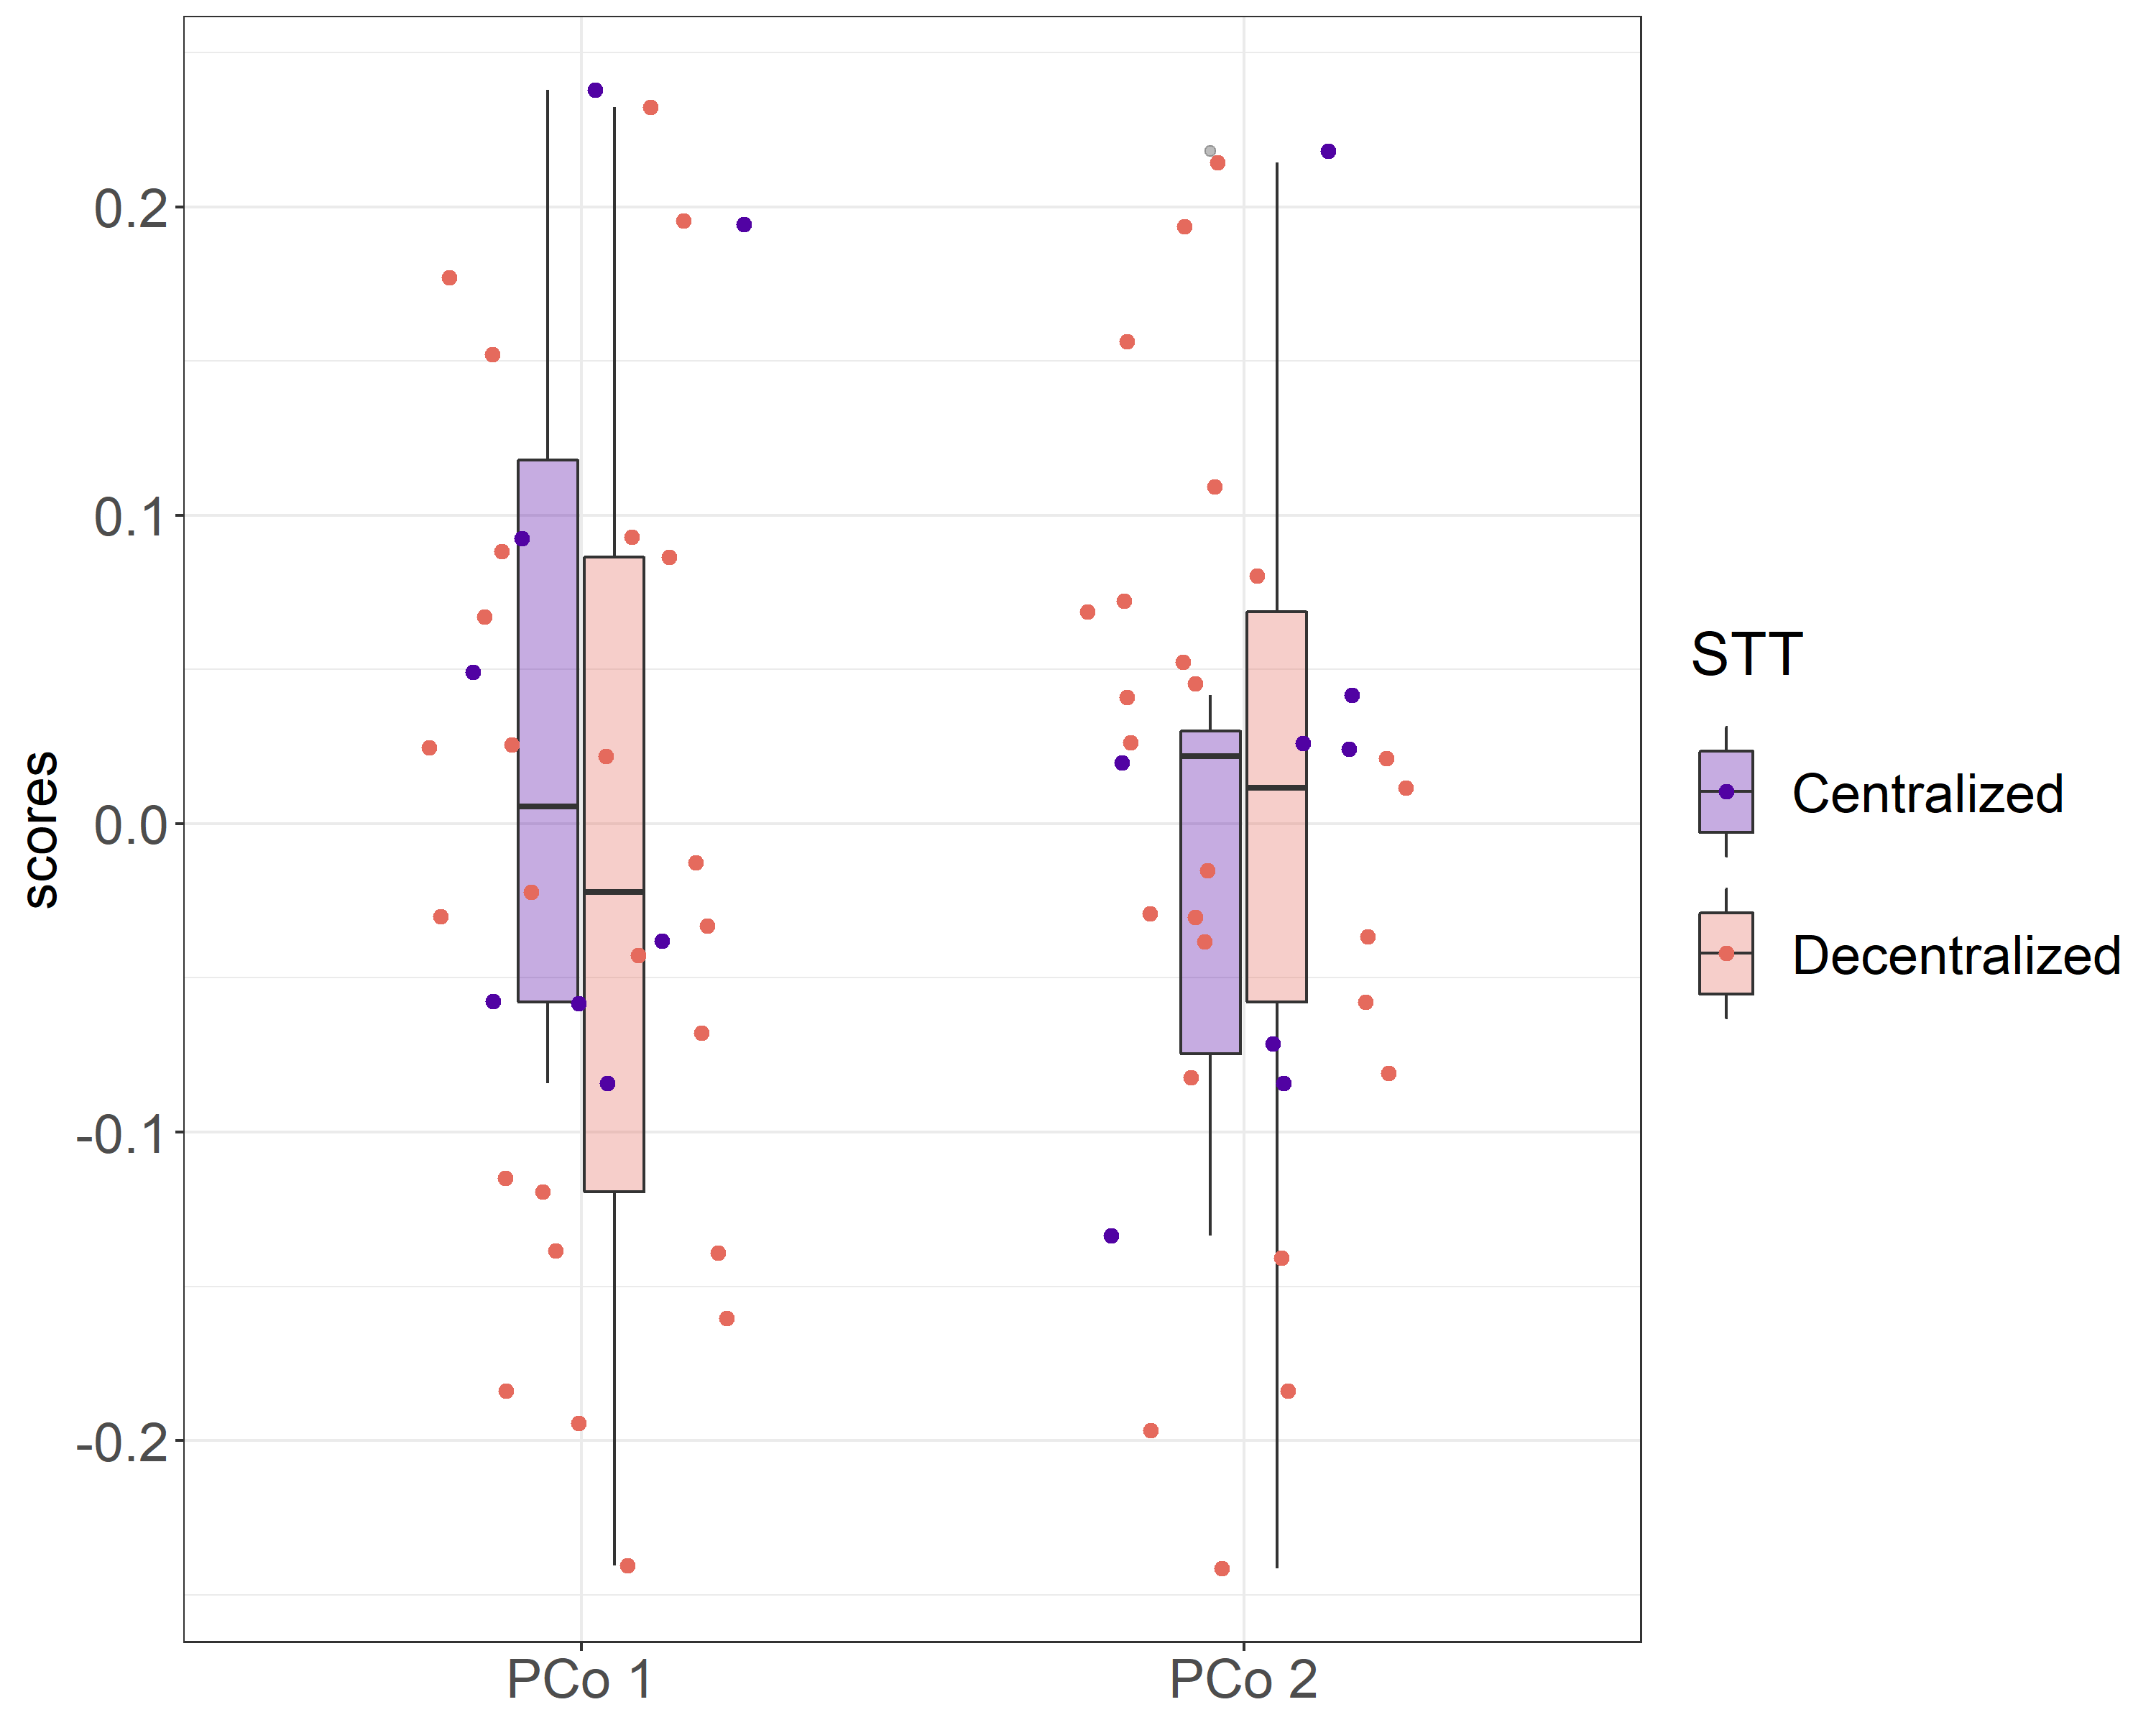 scores
0.2
0.1
0.0
-0.1
-0.2
PCo 1
PCo 2
STT
Centralized
Decentralized